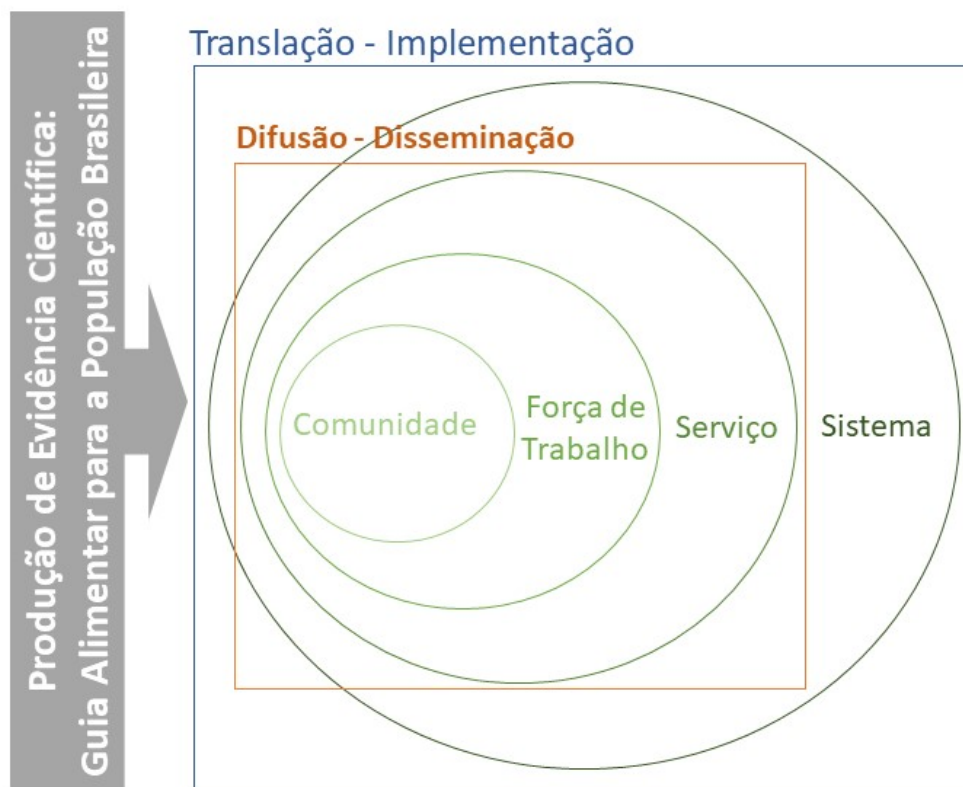 Produção de Evidência Científica:
Guia Alimentar para a População Brasileira
Translação - Implementação
Difusão - Disseminação
Comunidade
Força de
Trabalho
Serviço
Sistema